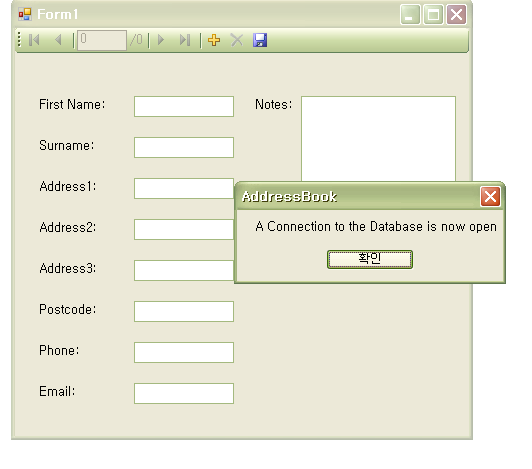 Form1
0 /0
First Name:
Notes:
Surname:
Address1:
AddressBook
Address2:
A Connection to the Database is now open
확인
Address3:
Postcode:
Phone:
Email: